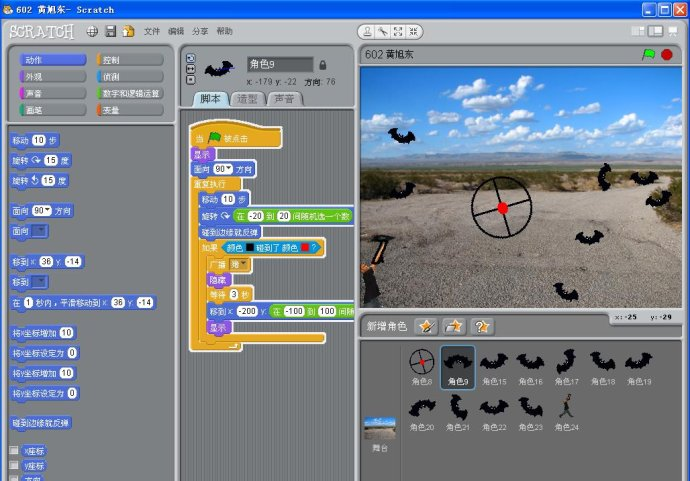 602 黄旭东- Scratch
SCRATCH 文件 编辑 分享 帮助
动作 控制
外观 侦测
声音 数字和逻辑运算
画笔 变量
移动 10 步
旋转 15 度
旋转 15 度
面向 90 方向
面向
移到 x: 36 y: -14
移到
在 1 秒内，平滑移动到 x: 36 y: -14
将x坐标增加 10
将x坐标设定为 0
将y坐标增加 10
将y坐标设定为 0
碰到边缘就反弹
x座标
y座标
方向
角色9
x: -179 y: -22 方向: 76
脚本 造型 声音
当 被点击
显示
面向 90 方向
重复执行
移动 10 步
旋转 在 -20 到 20 间随机选一个数
碰到边缘就反弹
如果 颜色 碰到了 颜色 ?
广播
隐藏
等待 3 秒
移到 x: -200 y: 在 -100 到 100 间随
显示
602 黄旭东
x: -25 y: -29
新增角色
角色8 角色9 角色15 角色16 角色17 角色18 角色19
角色20 角色21 角色22 角色23 角色24
舞台